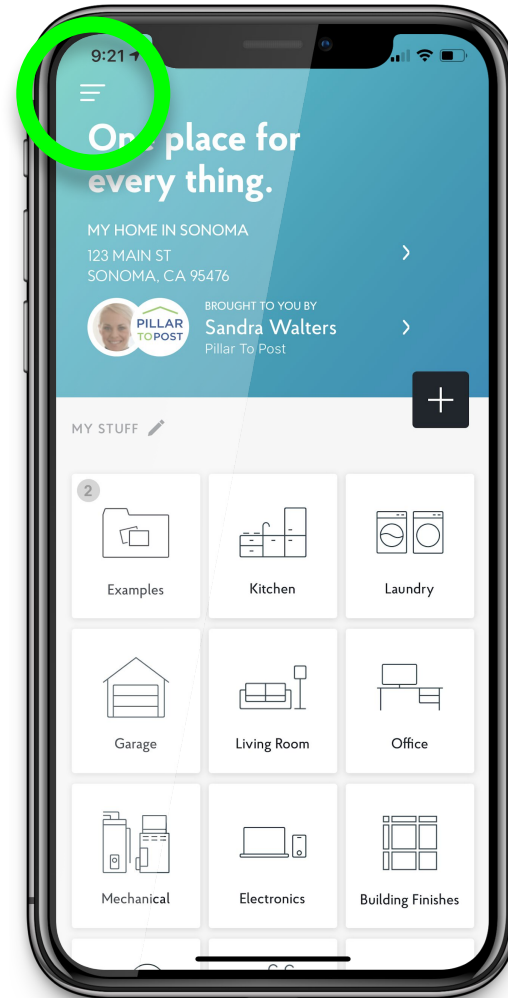 9:21
One place for
every thing.
MY HOME IN SONOMA
123 MAIN ST
SONOMA, CA 95476
PILLAR
TOPOST
BROUGHT TO YOU BY
Sandra Walters
Pillar To Post
MY STUFF
2
Examples
Kitchen
Laundry
Garage
Living Room
Office
Mechanical
Electronics
Building Finishes